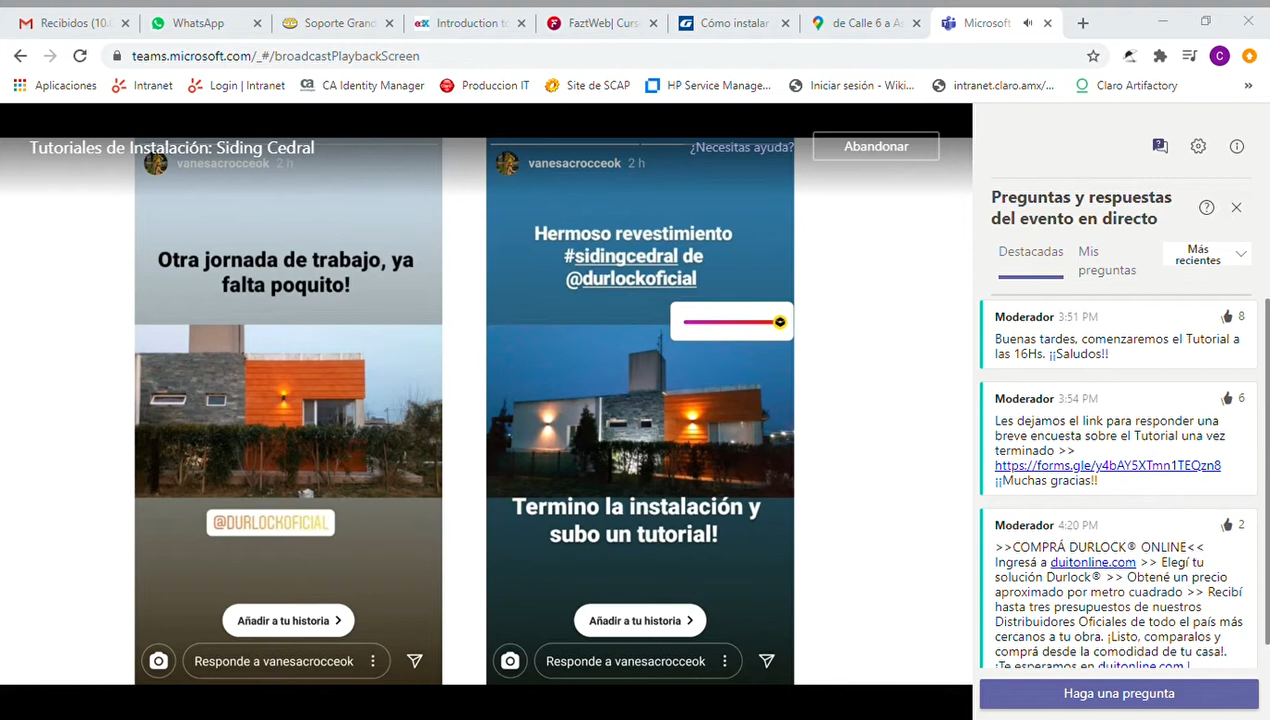 Recibidos (10.
WhatsApp
Soporte Grand
Introduction to
FaztWeb| Curs
Cómo instalar
de Calle 6 a As
Microsoft
teams.microsoft.com/_#/broadcastPlaybackScreen
Aplicaciones
Intranet
Login | Intranet
CA Identity Manager
Produccion IT
Site de SCAP
HP Service Manage...
Iniciar sesión - Wiki...
intranet.claro.amx/...
Claro Artifactory
Tutoriales de Instalación: Siding Cedral
¿Necesitas ayuda?
Abandonar
vanesacrocceok 2 h
Otra jornada de trabajo, ya
falta poquito!
@DURLOCKOFICIAL
Añadir a tu historia
Responde a vanesacrocceok
vanesacrocceok 2 h
Hermoso revestimiento
#sidingcedral de
@durlockoficial
Termino la instalación y
subo un tutorial!
Añadir a tu historia
Responde a vanesacrocceok
Preguntas y respuestas
del evento en directo
Destacadas
Mis
preguntas
Más
recientes
Moderador 3:51 PM
8
Buenas tardes, comenzaremos el Tutorial a
las 16Hs. ¡¡Saludos!!
Moderador 3:54 PM
6
Les dejamos el link para responder una
breve encuesta sobre el Tutorial una vez
terminado >>
https://forms.gle/y4bAY5XTmn1TEQzn8
¡¡Muchas gracias!!
Moderador 4:20 PM
2
>>COMPRÁ DURLOCK® ONLINE<<
Ingresá a duitonline.com >> Elegí tu
solución Durlock® >> Obtené un precio
aproximado por metro cuadrado >> Recibí
hasta tres presupuestos de nuestros
Distribuidores Oficiales de todo el país más
cercanos a tu obra. ¡Listo, comparalos y
comprá desde la comodidad de tu casa!.
¡Te esperamos en duitonline.com |
Haga una pregunta